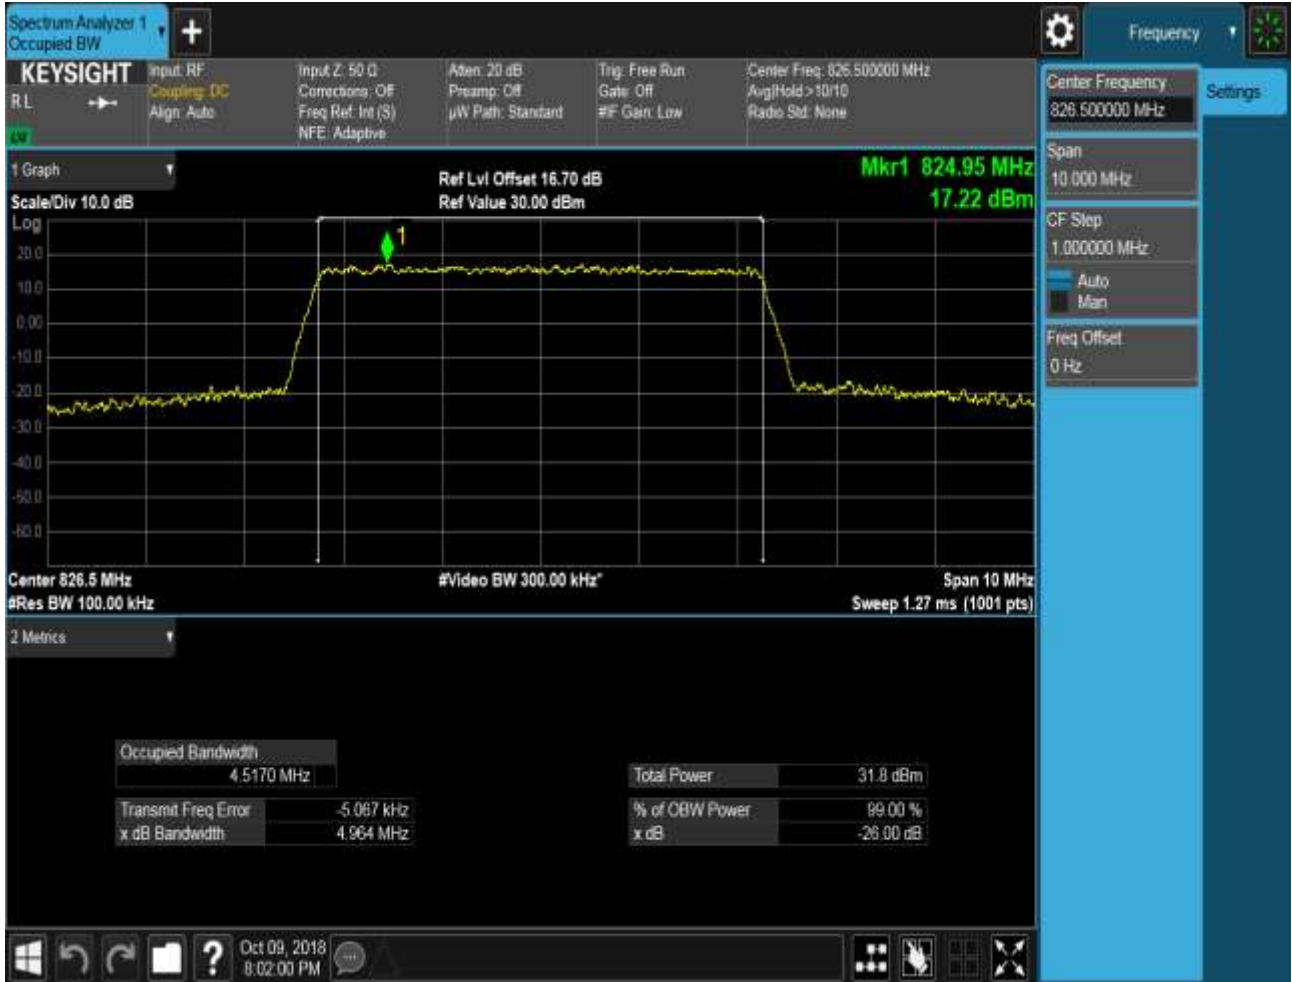 Spectrum Analyzer 1
Occupied BW
Frequency
KEYSIGHT
R L
Input: RF
Coupling: DC
Align: Auto
Input Z: 50 Ω
Corrections: Off
Freq Ref: Int (S)
NFE: Adaptive
Atten: 20 dB
Preamp: Off
µW Path: Standard
Trig: Free Run
Gate: Off
#IF Gain: Low
Center Freq: 826.500000 MHz
Avg|Hold:>10/10
Radio Std: None
1 Graph
Scale/Div 10.0 dB
Ref Lvl Offset 16.70 dB
Ref Value 30.00 dBm
Mkr1 824.95 MHz
17.22 dBm
Log
1
20.0
10.0
0.00
-10.0
-20.0
-30.0
-40.0
-50.0
-60.0
Center 826.5 MHz
#Res BW 100.00 kHz
#Video BW 300.00 kHz*
Span 10 MHz
Sweep 1.27 ms (1001 pts)
2 Metrics
Occupied Bandwidth
4.5170 MHz
Transmit Freq Error -5.067 kHz
x dB Bandwidth 4.964 MHz
Total Power 31.8 dBm
% of OBW Power 99.00 %
x dB -26.00 dB
Center Frequency
826.500000 MHz
Settings
Span
10.000 MHz
CF Step
1.000000 MHz
Auto
Man
Freq Offset
0 Hz
?
Oct 09, 2018
8:02:00 PM